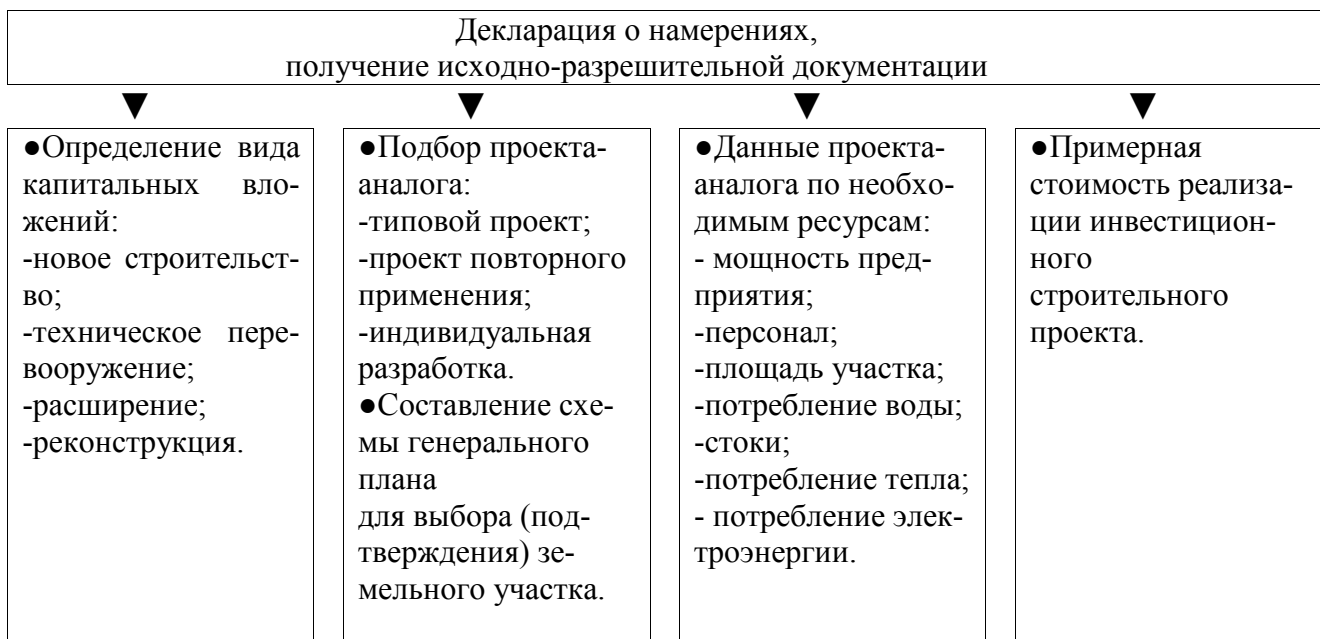 Декларация о намерениях,
получение исходно-разрешительной документации
●Определение вида
капитальных вло-
жений:
-новое строительст-
во;
-техническое пере-
вооружение;
-расширение;
-реконструкция.
●Подбор проекта-
аналога:
-типовой проект;
-проект повторного
применения;
-индивидуальная
разработка.
●Составление схе-
мы генерального
плана
для выбора (под-
тверждения) зе-
мельного участка.
●Данные проекта-
аналога по необхо-
димым ресурсам:
- мощность пред-
приятия;
-персонал;
-площадь участка;
-потребление воды;
-стоки;
-потребление тепла;
- потребление элек-
троэнергии.
●Примерная
стоимость реализа-
ции инвестицион-
ного
строительного
проекта.